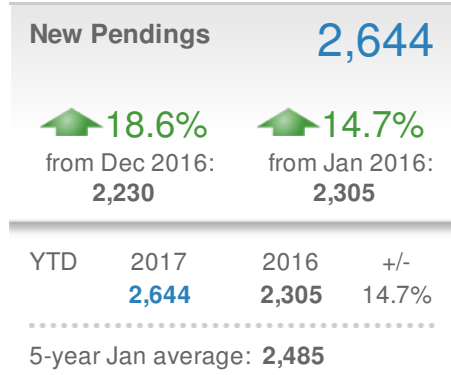 New Pendings 2,644
18.6% 14.7%
from Dec 2016: from Jan 2016:
2,230 2,305
YTD 2017 2016 +/-
2,644 2,305 14.7%
5-year Jan average: 2,485